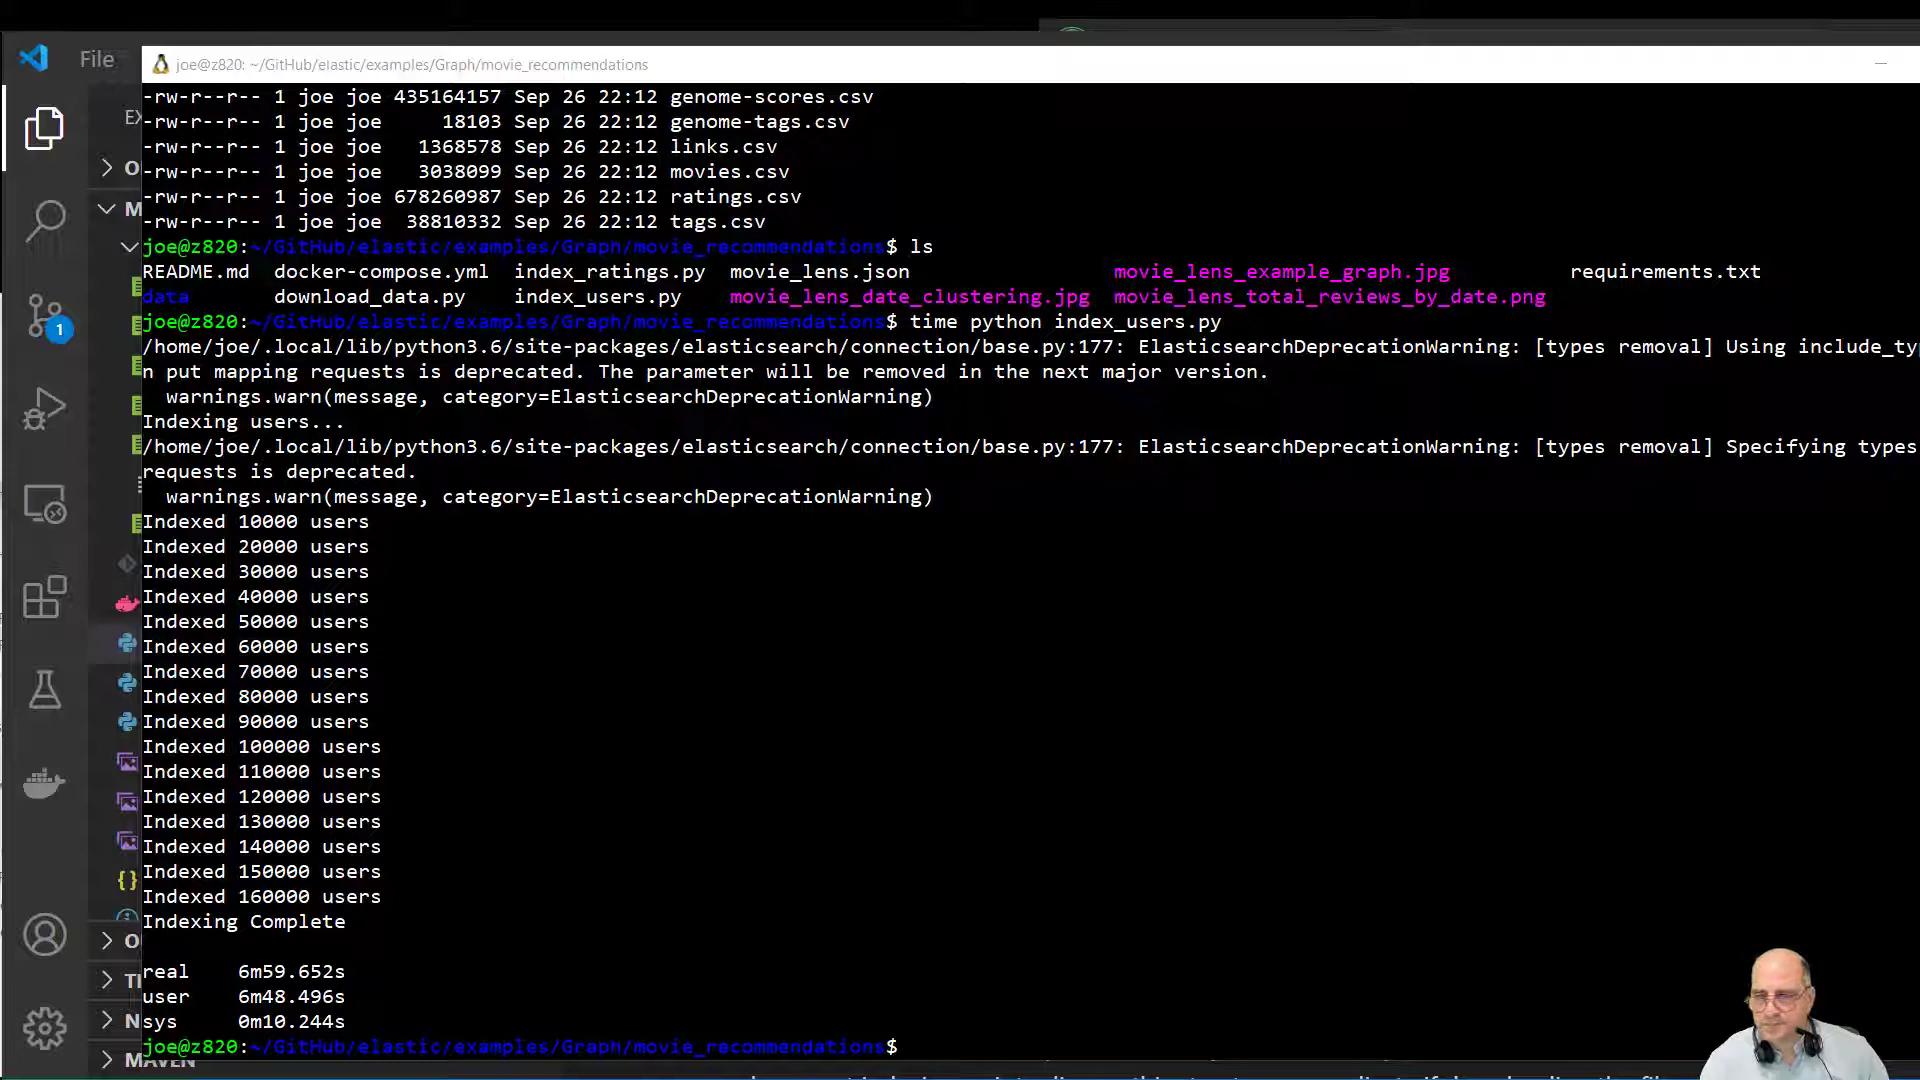 File
joe@z820: ~/GitHub/elastic/examples/Graph/movie_recommendations
EX
O
M
1
O
TI
N
MAVEN
-rw-r--r-- 1 joe joe 435164157 Sep 26 22:12 genome-scores.csv
-rw-r--r-- 1 joe joe     18103 Sep 26 22:12 genome-tags.csv
-rw-r--r-- 1 joe joe   1368578 Sep 26 22:12 links.csv
-rw-r--r-- 1 joe joe   3038099 Sep 26 22:12 movies.csv
-rw-r--r-- 1 joe joe 678260987 Sep 26 22:12 ratings.csv
-rw-r--r-- 1 joe joe  38810332 Sep 26 22:12 tags.csv
joe@z820:~/GitHub/elastic/examples/Graph/movie_recommendations$ ls
README.md  docker-compose.yml  index_ratings.py  movie_lens.json                 movie_lens_example_graph.jpg          requirements.txt
data       download_data.py    index_users.py    movie_lens_date_clustering.jpg  movie_lens_total_reviews_by_date.png
joe@z820:~/GitHub/elastic/examples/Graph/movie_recommendations$ time python index_users.py
/home/joe/.local/lib/python3.6/site-packages/elasticsearch/connection/base.py:177: ElasticsearchDeprecationWarning: [types removal] Using include_ty
n put mapping requests is deprecated. The parameter will be removed in the next major version.
  warnings.warn(message, category=ElasticsearchDeprecationWarning)
Indexing users...
/home/joe/.local/lib/python3.6/site-packages/elasticsearch/connection/base.py:177: ElasticsearchDeprecationWarning: [types removal] Specifying types
requests is deprecated.
  warnings.warn(message, category=ElasticsearchDeprecationWarning)
Indexed 10000 users
Indexed 20000 users
Indexed 30000 users
Indexed 40000 users
Indexed 50000 users
Indexed 60000 users
Indexed 70000 users
Indexed 80000 users
Indexed 90000 users
Indexed 100000 users
Indexed 110000 users
Indexed 120000 users
Indexed 130000 users
Indexed 140000 users
Indexed 150000 users
Indexed 160000 users
Indexing Complete
real    6m59.652s
user    6m48.496s
sys     0m10.244s
joe@z820:~/GitHub/elastic/examples/Graph/movie_recommendations$